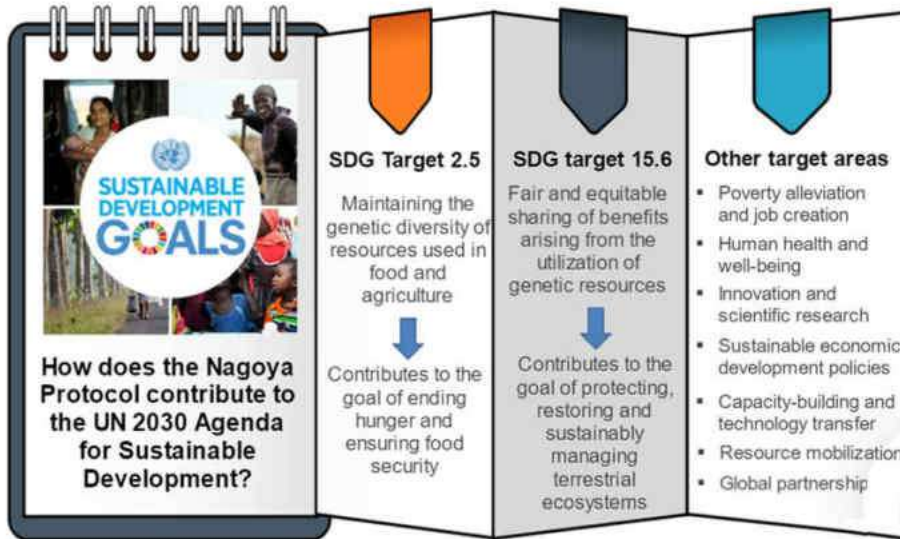 SUSTAINABLE
DEVELOPMENT
GOALS
How does the Nagoya
Protocol contribute to
the UN 2030 Agenda
for Sustainable
Development?
SDG Target 2.5
Maintaining the
genetic diversity of
resources used in
food and
agriculture
Contributes to the
goal of ending
hunger and
ensuring food
security
SDG target 15.6
Fair and equitable
sharing of benefits
arising from the
utilization of
genetic resources
Contributes to the
goal of protecting,
restoring and
sustainably
managing
terrestrial
ecosystems
Other target areas
▪ Poverty alleviation
and job creation
▪ Human health and
well-being
▪ Innovation and
scientific research
▪ Sustainable economic
development policies
▪ Capacity-building and
technology transfer
▪ Resource mobilization
▪ Global partnership